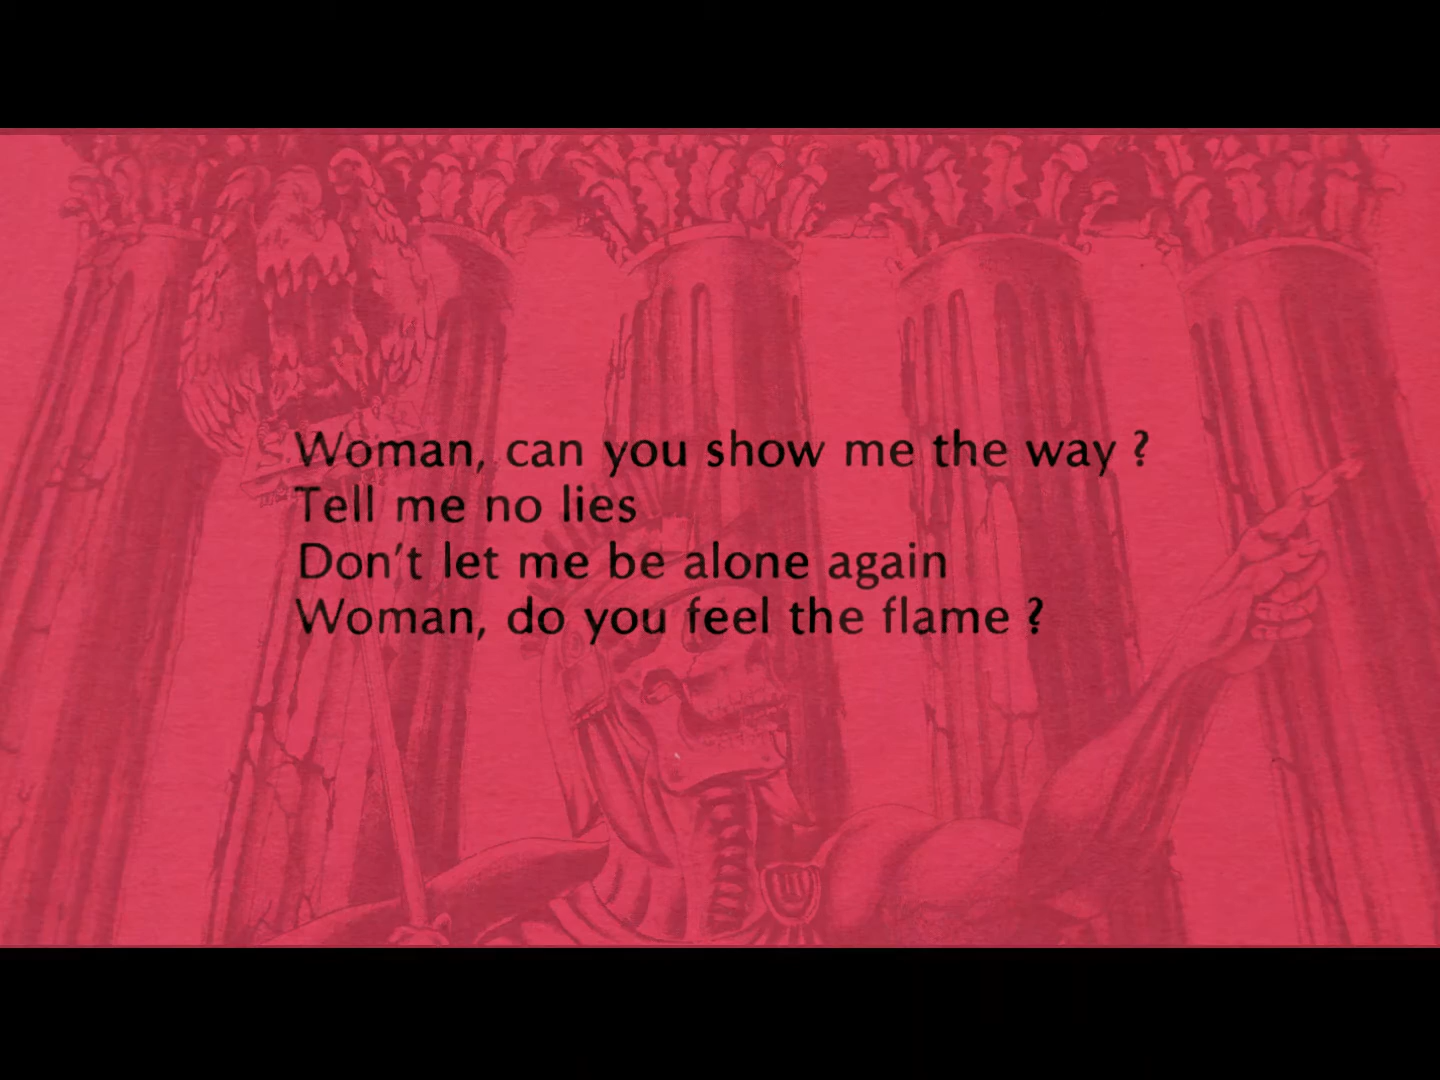 Woman, can you show me the way ?
Tell me no lies
Don't let me be alone again
Woman, do you feel the flame ?